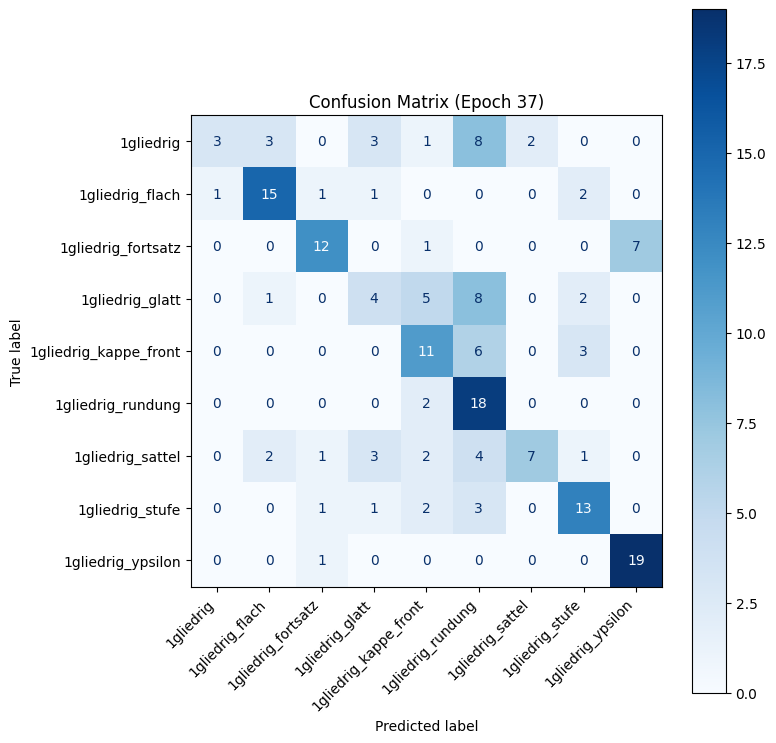 Confusion Matrix (Epoch 37)
True label
1gliedrig 3 3 0 3 1 8 2 0 0
1gliedrig_flach 1 15 1 1 0 0 0 2 0
1gliedrig_fortsatz 0 0 12 0 1 0 0 0 7
1gliedrig_glatt 0 1 0 4 5 8 0 2 0
1gliedrig_kappe_front 0 0 0 0 11 6 0 3 0
1gliedrig_rundung 0 0 0 0 2 18 0 0 0
1gliedrig_sattel 0 2 1 3 2 4 7 1 0
1gliedrig_stufe 0 0 1 1 2 3 0 13 0
1gliedrig_ypsilon 0 0 1 0 0 0 0 0 19
1gliedrig
1gliedrig_flach
1gliedrig_fortsatz
1gliedrig_glatt
1gliedrig_kappe_front
1gliedrig_rundung
1gliedrig_sattel
1gliedrig_stufe
1gliedrig_ypsilon
Predicted label
17.5
15.0
12.5
10.0
7.5
5.0
2.5
0.0